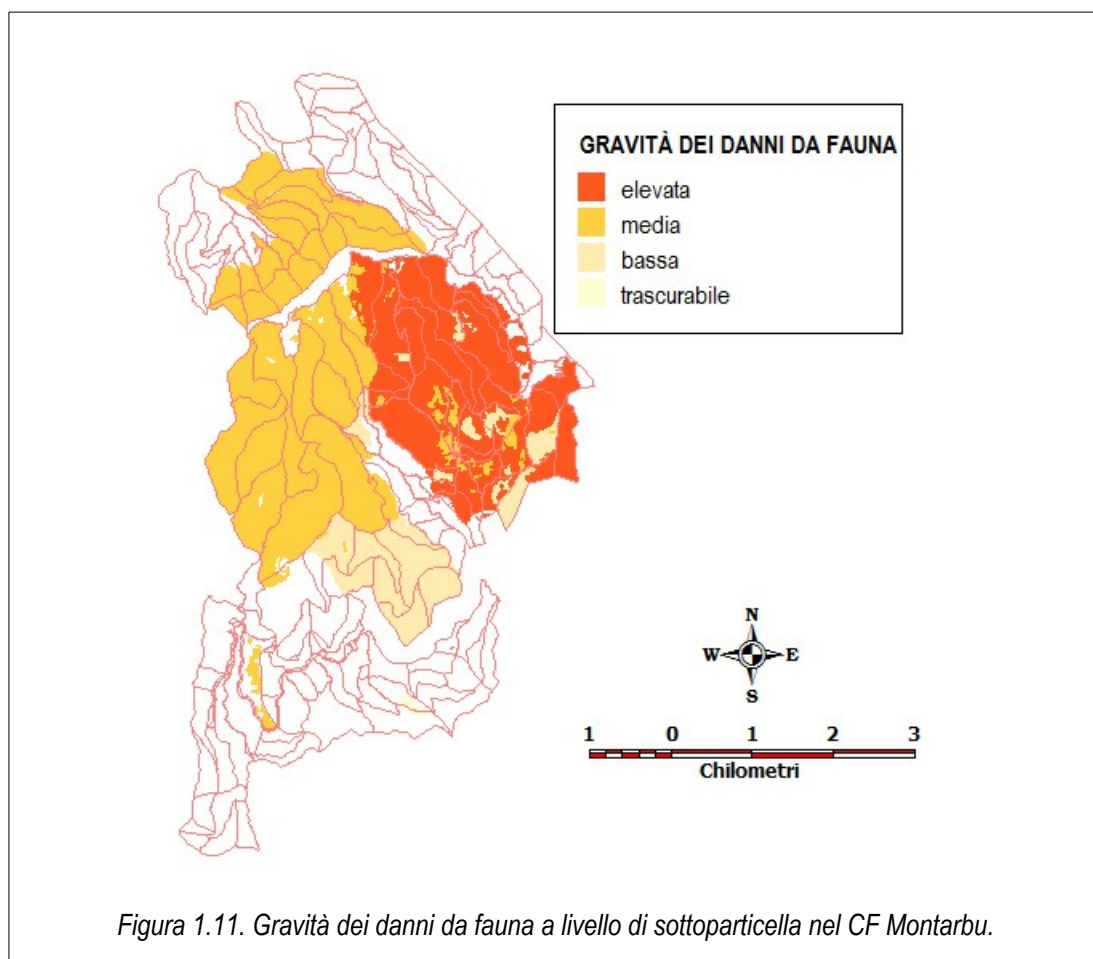 GRAVITÀ DEI DANNI DA FAUNA
elevata
media
bassa
trascurabile
N
W E
S
1 0 1 2 3
Chilometri
Figura 1.11. Gravità dei danni da fauna a livello di sottoparticella nel CF Montarbu.